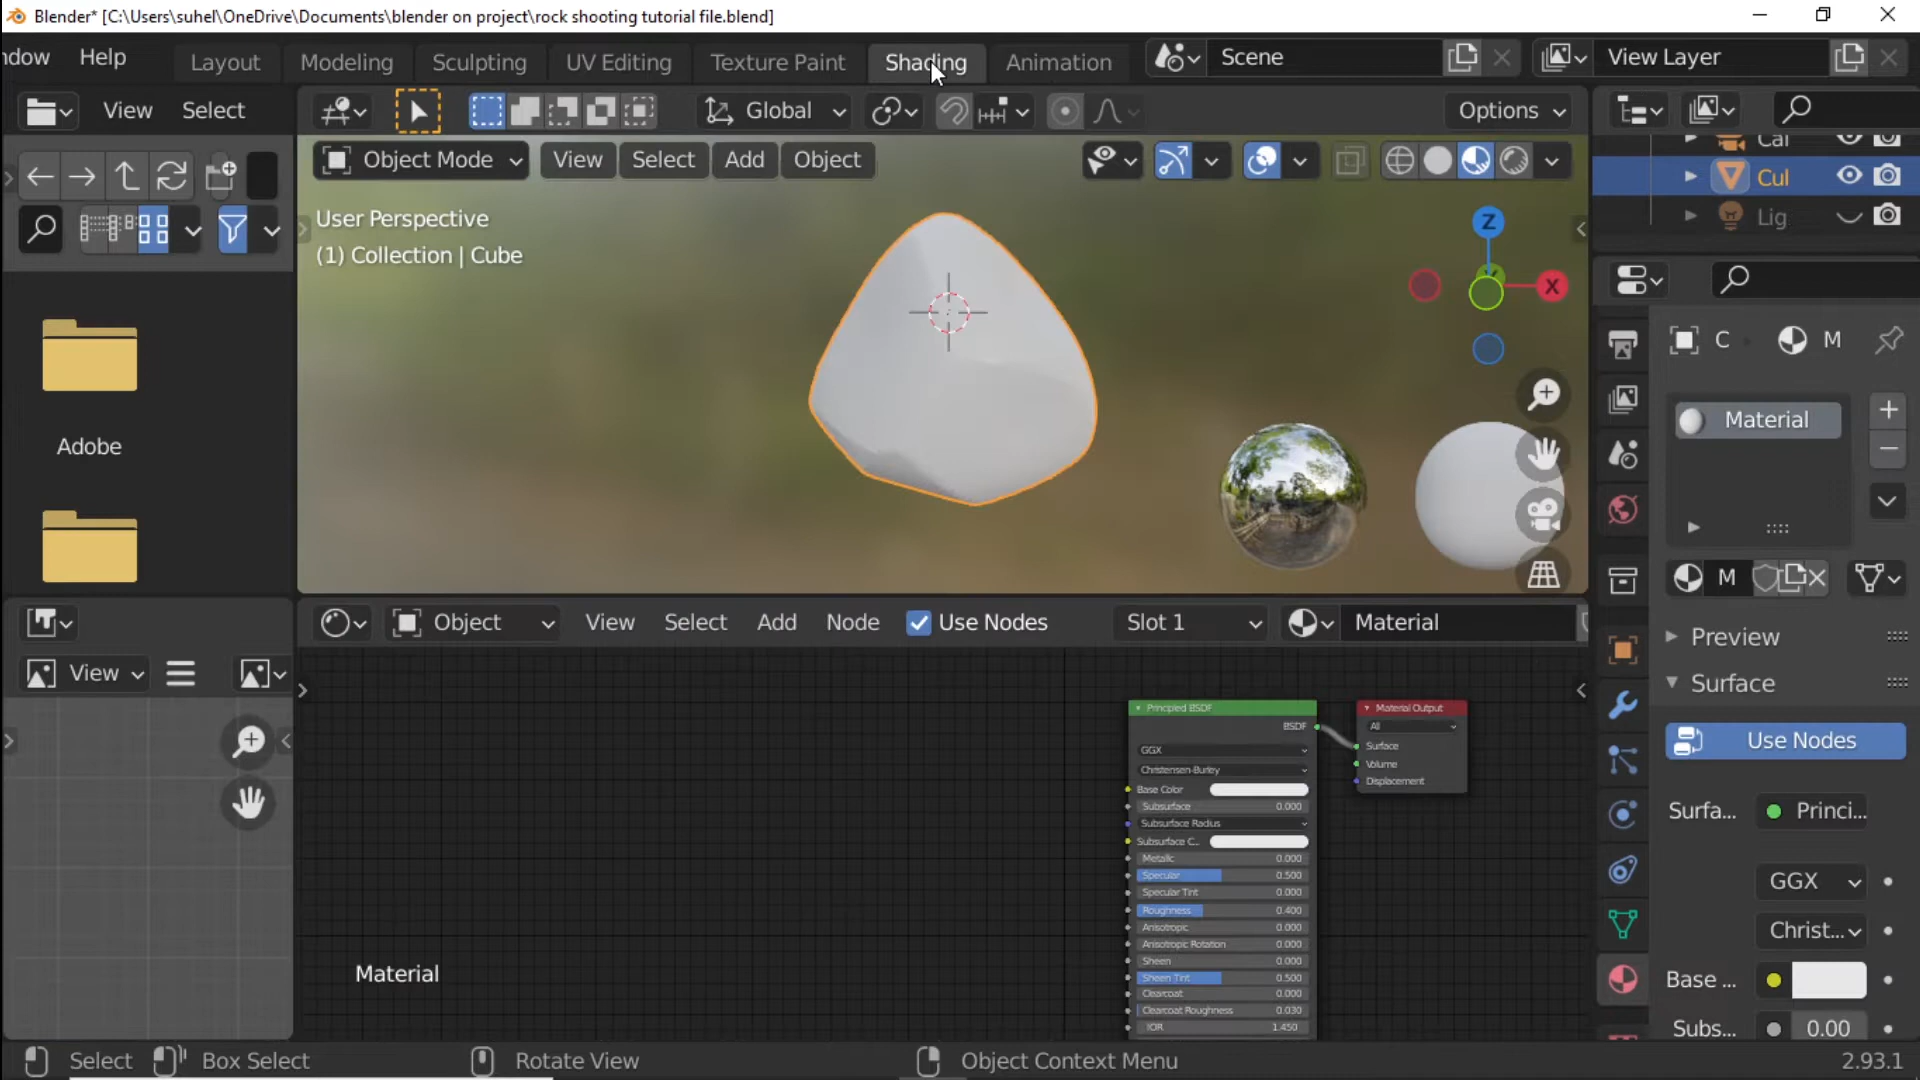 Blender* [C:\Users\suhel\OneDrive\Documents\blender on project\rock shooting tutorial file.blend]
ndow Help Layout Modeling Sculpting UV Editing Texture Paint Shading Animation Scene View Layer
View Select Global Options
Object Mode View Select Add Object
Cal
Cul
Lig
User Perspective
(1) Collection | Cube
Z
Y
X
C M
Adobe
Material
M
Object View Select Add Node Use Nodes Slot 1 Material
View
Preview
Surface
Use Nodes
Surfa... Princi...
GGX
Christ...
Base ...
Subs... 0.00
Principled BSDF
BSDF
GGX
Christensen-Burley
Base Color
Subsurface 0.000
Subsurface Radius
Subsurface C...
Metallic 0.000
Specular 0.500
Specular Tint 0.000
Roughness 0.400
Anisotropic 0.000
Anisotropic Rotation 0.000
Sheen 0.000
Sheen Tint 0.500
Clearcoat 0.000
Clearcoat Roughness 0.030
IOR 1.450
Material Output
All
Surface
Volume
Displacement
Material
Select Box Select Rotate View Object Context Menu 2.93.1